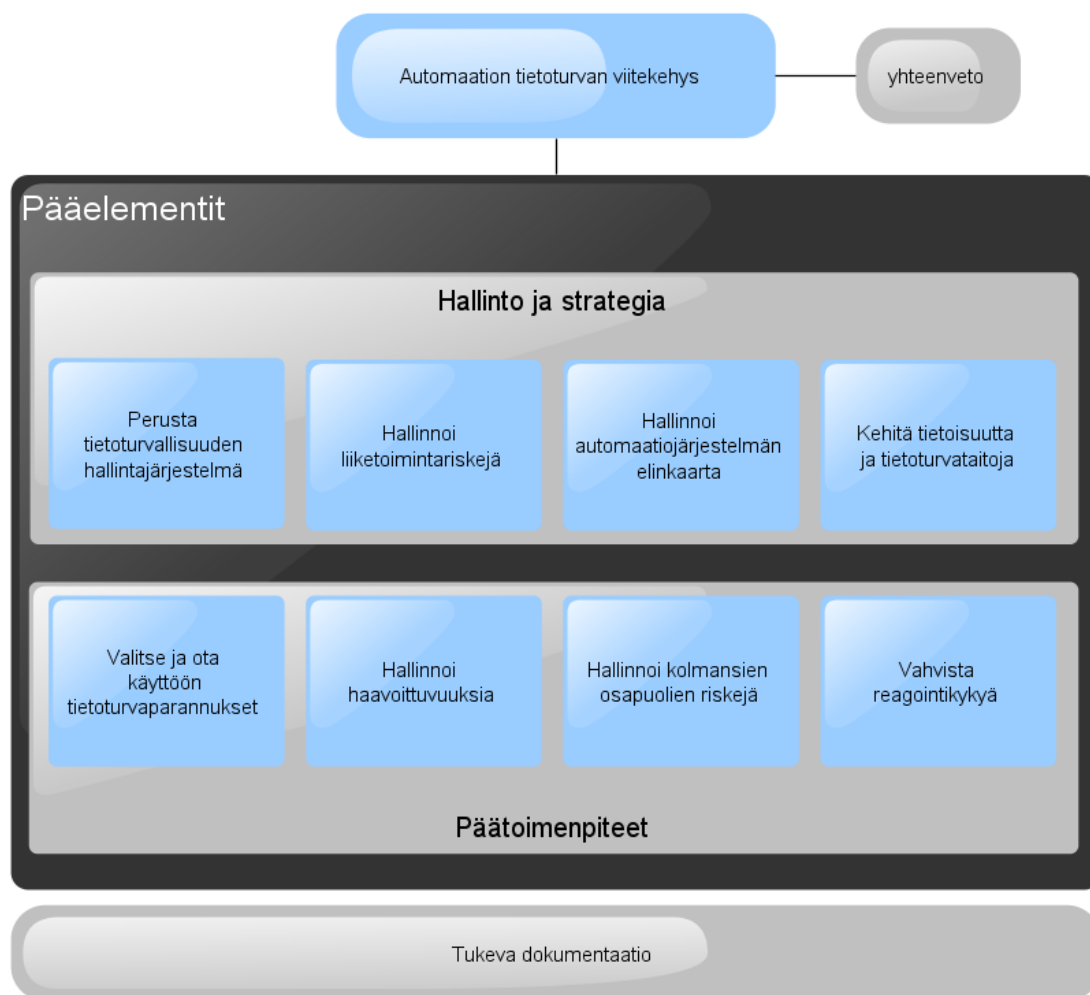 Automaation tietoturvan viitekehys
yhteenveto
Pääelementit
Hallinto ja strategia
Perusta
tietoturvallisuuden
hallintajärjestelmä
Hallinnoi
liiketoimintariskejä
Hallinnoi
automaatiojärjestelmän
elinkaarta
Kehitä tietoisuutta
ja tietoturvataitoja
Valitse ja ota
käyttöön
tietoturvaparannukset
Hallinnoi
haavoittuvuuksia
Hallinnoi kolmansien
osapuolien riskejä
Vahvista
reagointikykyä
Päätoimenpiteet
Tukeva dokumentaatio